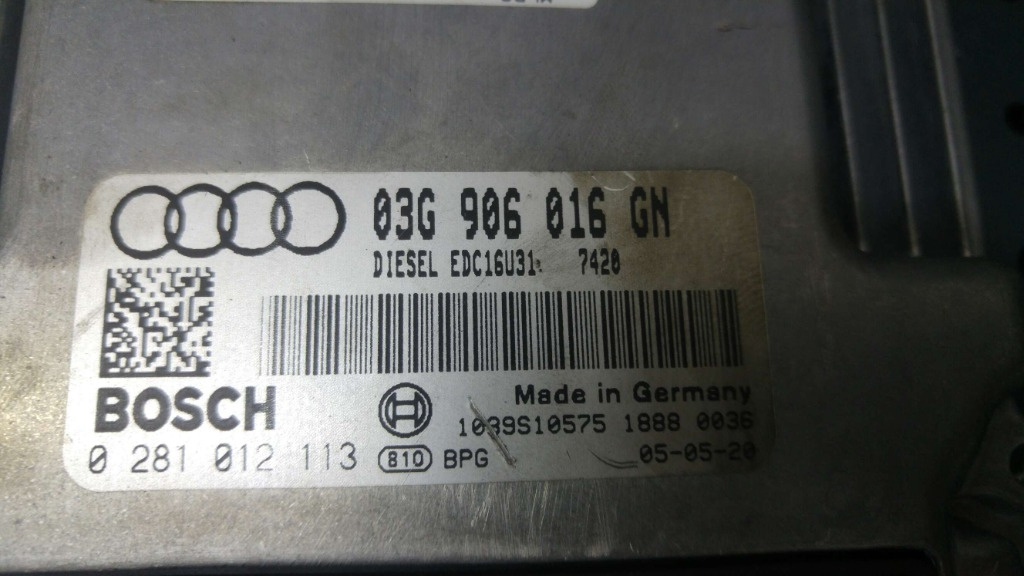 03G 906 016 GN
DIESEL EDC16U31 7420
BOSCH
Made in Germany
1039S10575 1888 0036
0 281 012 113 810 BPG 05-05-20